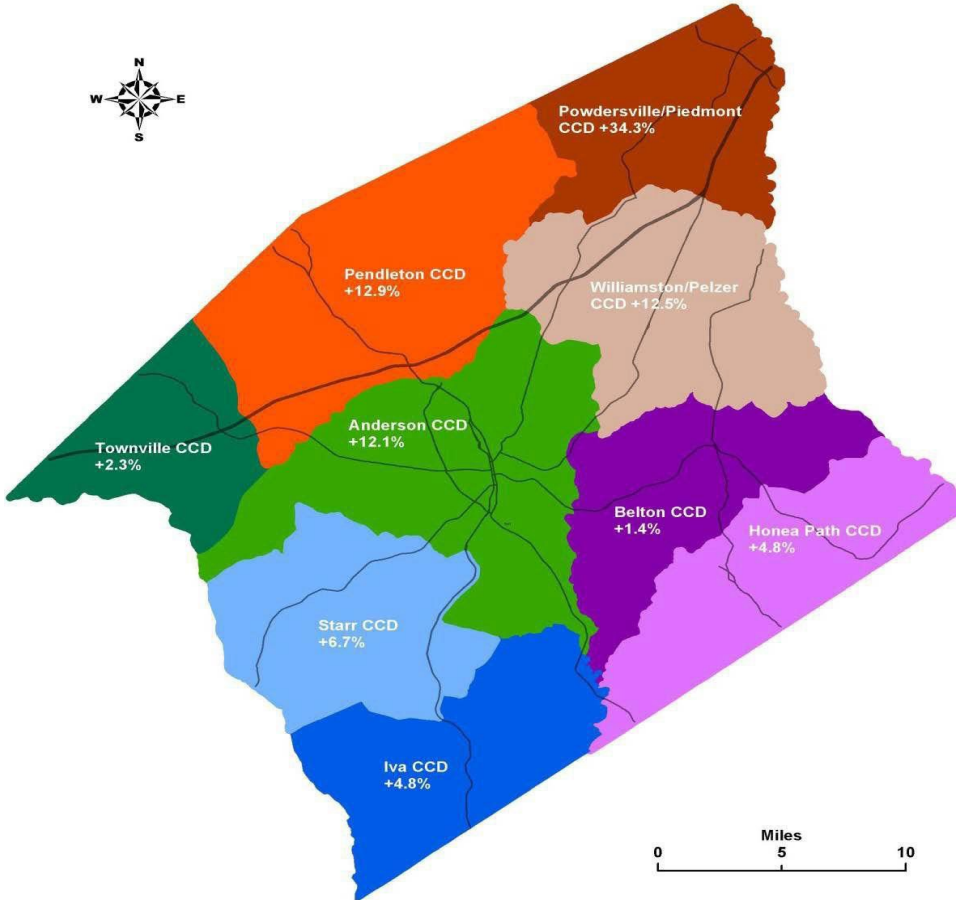 N
W E
S
Powdersville/Piedmont
CCD +34.3%
Pendleton CCD
+12.9%
Williamston/Pelzer
CCD +12.5%
Anderson CCD
+12.1%
Townville CCD
+2.3%
Belton CCD
+1.4%
Honea Path CCD
+4.8%
Starr CCD
+6.7%
Iva CCD
+4.8%
Miles
0 5 10